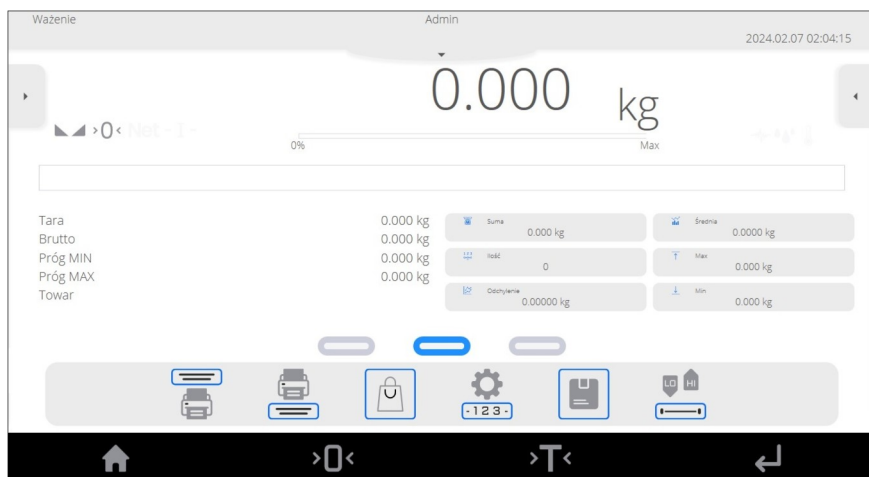 Ważenie
Admin
2024.02.07 02:04:15
0.000 kg
>0< Net
0%
Max
Tara 0.000 kg
Brutto 0.000 kg
Próg MIN 0.000 kg
Próg MAX 0.000 kg
Towar
Suma
0.000 kg
Średnia
0.0000 kg
Ilość
0
Max
0.000 kg
Odchylenie
0.00000 kg
Min
0.000 kg
-123-
LO HI
>0< >T<